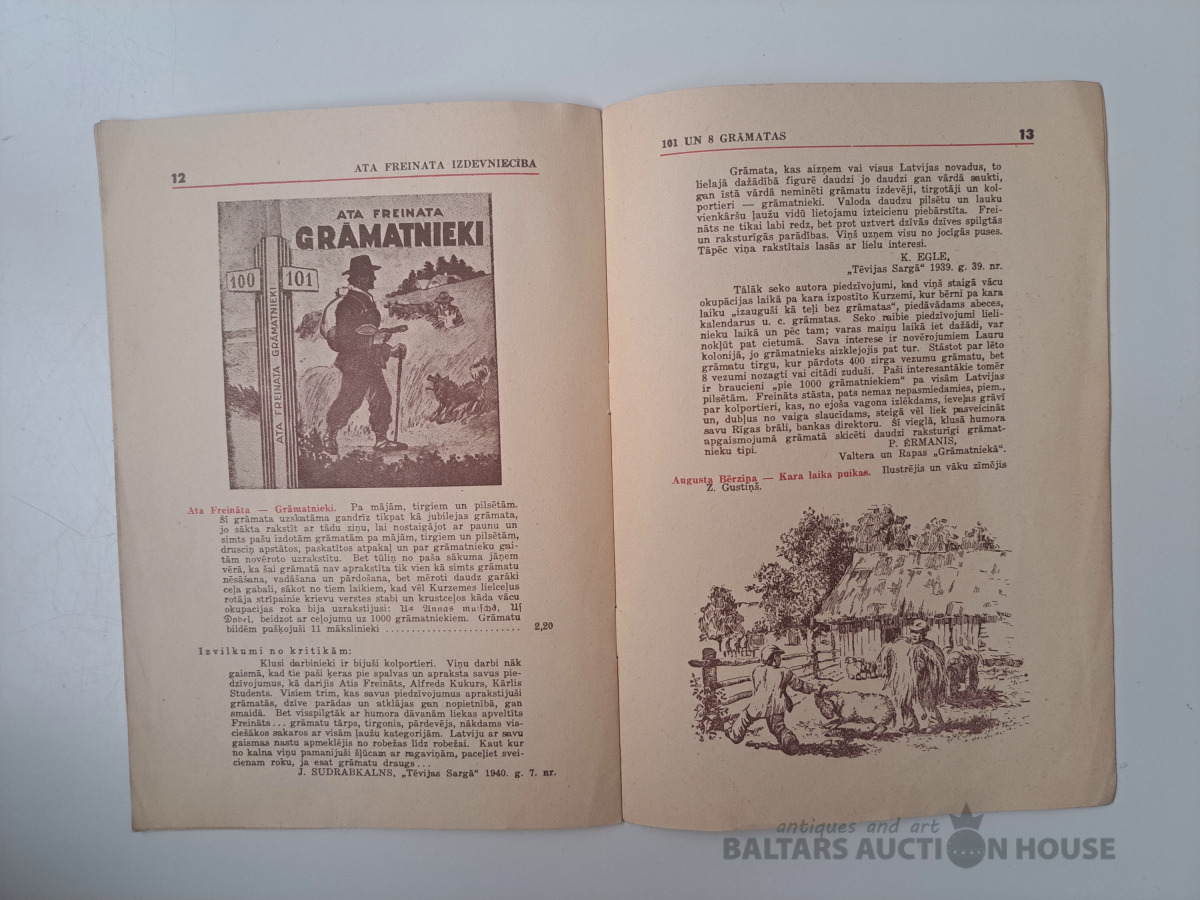 12
ATA FREINATA IZDEVNIECĪBA
ATA FREINATA
GRĀMATNIEKI
100
101
ATA FREINATA GRĀMATNIEKI
Ata Freināta — Grāmatnieki. Pa mājām, tirgiem un pilsētām.
Šī grāmata uzskatāma gandrīz tikpat kā jubilejas grāmata,
jo sākta rakstīt ar tādu ziņu, lai nostaigājot ar paunu un
simts pašu izdotām grāmatām pa mājām, tirgiem un pilsētām,
drusciņ apstātos, paskatītos atpakaļ un par grāmatnieku gai-
tām novēroto uzrakstītu. Bet tūliņ no paša sākuma jāņem
vērā, ka šai grāmatā nav aprakstīta tik vien kā simts grāmatu
nēsāšana, vadāšana un pārdošana, bet mēroti daudz garāki
ceļa gabali, sākot no tiem laikiem, kad vēl Kurzemes lielceļus
rotāja strīpainie krievu verstes stabi un krustceļos kāda vācu
okupacijas roka bija uzrakstījusi: Us Annas muischd, Us
Dobel, beidzot ar ceļojumu uz 1000 grāmatniekiem. Grāmatu
bildēm pušķojuši 11 mākslinieki ........................ 2,20
Izvilkumi no kritikām:
Klusi darbinieki ir bijuši kolportieri. Viņu darbi nāk
gaismā, kad tie paši ķeras pie spalvas un apraksta savus pie-
dzīvojumus, kā darījis Atis Freināts, Alfreds Kukurs, Kārlis
Students. Visiem trim, kas savus piedzīvojumus aprakstījuši
grāmatās, dzīve parādas un atklājas gan nopietnībā, gan
smaidā. Bet visspilgtāk ar humora dāvanām liekas apveltīts
Freināts... grāmatu tārps, tirgonis, pārdevējs, nākdams vis-
ciešākos sakaros ar visām ļaužu kategorijām. Latviju ar savu
gaismas nastu apmeklējis no robežas līdz robežai. Kaut kur
no kalna viņu pamanījuši šļūcam ar ragaviņām, paceļiet svei-
cienam roku, ja esat grāmatu draugs...
J. SUDRABKALNS, „Tēvijas Sargā“ 1940. g. 7. nr.
101 UN 8 GRĀMATAS
13
Grāmata, kas aizņem vai visus Latvijas novadus, to
lielajā dažādībā figurē daudzi jo daudzi gan vārdā saukti,
gan īstā vārdā neminēti grāmatu izdevēji, tirgotāji un kol-
portieri — grāmatnieki. Valoda daudzu pilsētu un lauku
vienkāršu ļaužu vidū lietojamu izteicienu piebārstīta. Frei-
nāts ne tikai labi redz, bet prot uztvert dzīvās dzīves spilgtās
un raksturīgās parādības. Viņš uzņem visu no jocīgās puses.
Tāpēc viņa rakstītais lasās ar lielu interesi.
K. EGLE,
„Tēvijas Sargā“ 1939. g. 39. nr.
Tālāk seko autora piedzīvojumi, kad viņš staigā vācu
okupācijas laikā pa kara izpostīto Kurzemi, kur bērni pa kara
laiku „izauguši kā teļi bez grāmatas“, piedāvādams ābeces,
kalendarus u. c. grāmatas. Seko raibie piedzīvojumi lieli-
nieku laikā un pēc tam; varas maiņu laikā iet dažādi, var
nokļūt pat cietumā. Sava interese ir novērojumiem Lauru
kolonijā, jo grāmatnieks aizklejojis pat tur. Stāstot par lēto
grāmatu tirgu, kur pārdots 400 zirga vezumu grāmatu, bet
8 vezumi nozagti vai citādi zuduši. Paši interesantākie tomēr
ir braucieni „pie 1000 grāmatniekiem“ pa visām Latvijas
pilsētām. Freināts stāsta, pats nemaz nepasmiedamies, piem.,
par kolportieri, kas, no ejoša vagona izlēkdams, ieveļas grāvī
un, dubļus no vaiga slaucīdams, steigā vēl liek pasveicināt
savu Rīgas brāli, bankas direktoru. Šī vieglā, klusā humora
apgaismojumā grāmatā skicēti daudzi raksturīgi grāmat-
nieku tipi.
P. ĒRMANIS,
Valtera un Rapas „Grāmatniekā“.
Augusta Bērziņa — Kara laika puikas. Ilustrējis un vāku zīmējis
Z. Gustiņš.
antiques and art
BALTARS AUCTION HOUSE